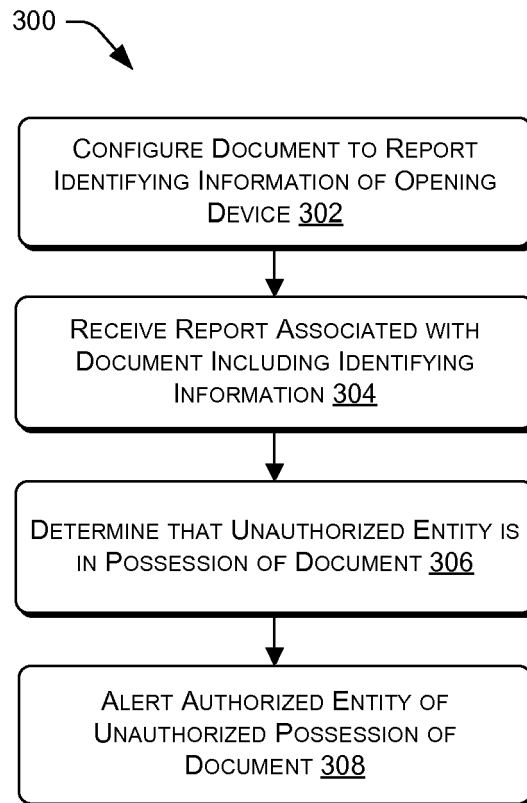 300
CONFIGURE DOCUMENT TO REPORT
IDENTIFYING INFORMATION OF OPENING
DEVICE 302
RECEIVE REPORT ASSOCIATED WITH
DOCUMENT INCLUDING IDENTIFYING
INFORMATION 304
DETERMINE THAT UNAUTHORIZED ENTITY IS
IN POSSESSION OF DOCUMENT 306
ALERT AUTHORIZED ENTITY OF
UNAUTHORIZED POSSESSION OF
DOCUMENT 308